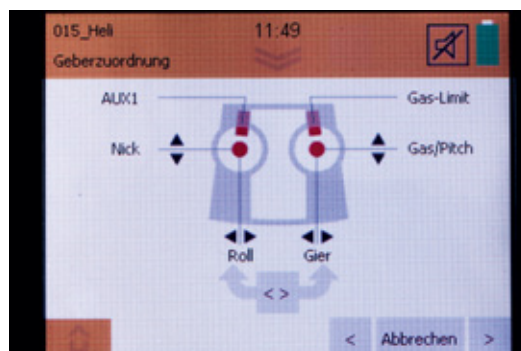 015_Heli 11:49
Geberzuordnung
AUX1 Gas-Limit
Nick Gas/Pitch
Roll Gier
< >
< Abbrechen >